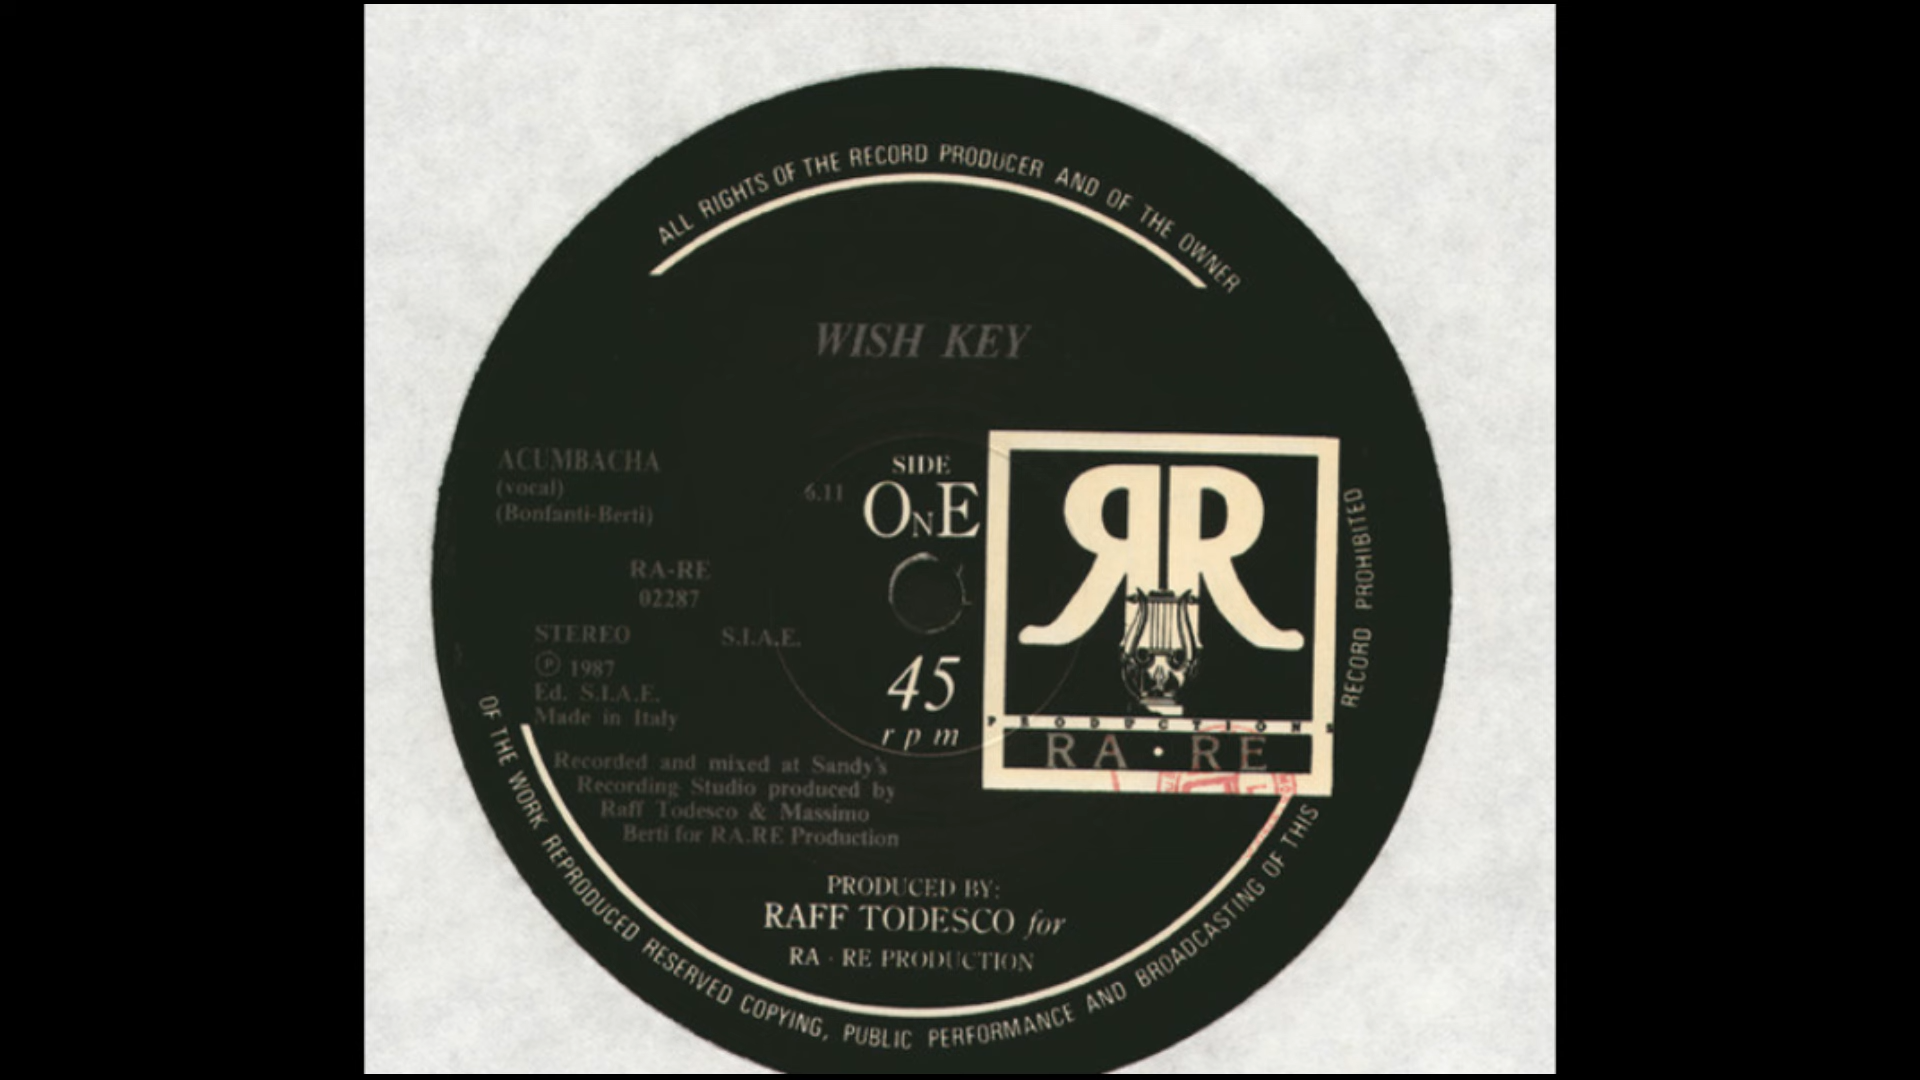 ALL RIGHTS OF THE RECORD PRODUCER AND OF THE OWNER
WISH KEY
ACUMBACHA
(vocal)
(Bonfanti-Berti)
6.11
SIDE
ONE
RA-RE
02287
STEREO S.I.A.E.
Ⓟ 1987
Ed. S.I.A.E.
Made in Italy
45
rpm
RR
PRODUCTIONS
RA · RE
Recorded and mixed at Sandy's
Recording Studio produced by
Raff Todesco & Massimo
Berti for RA.RE Production
PRODUCED BY:
RAFF TODESCO for
RA · RE PRODUCTION
OF THE WORK REPRODUCED RESERVED COPYING, PUBLIC PERFORMANCE AND BROADCASTING OF THIS
RECORD PROHIBITED